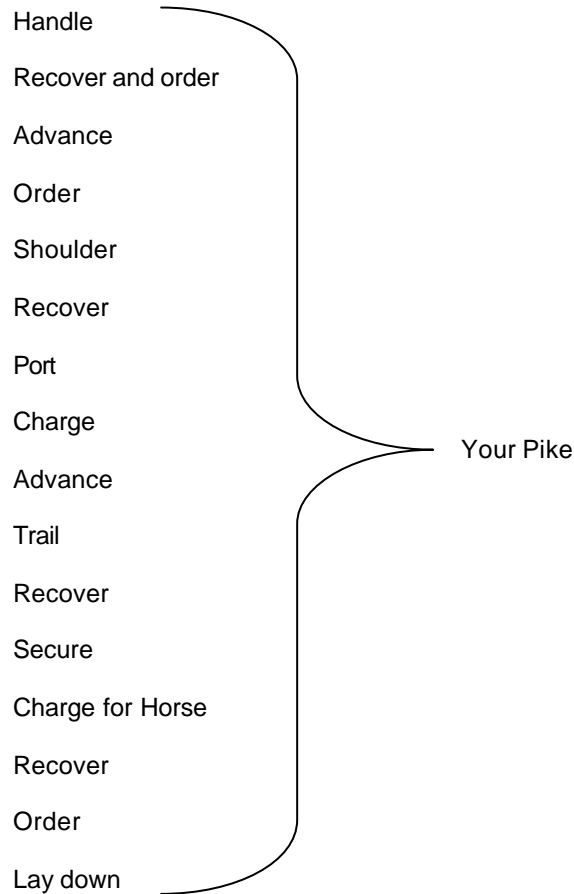 Handle
Recover and order
Advance
Order
Shoulder
Recover
Port
Charge
Advance
Trail
Recover
Secure
Charge for Horse
Recover
Order
Lay down
Your Pike